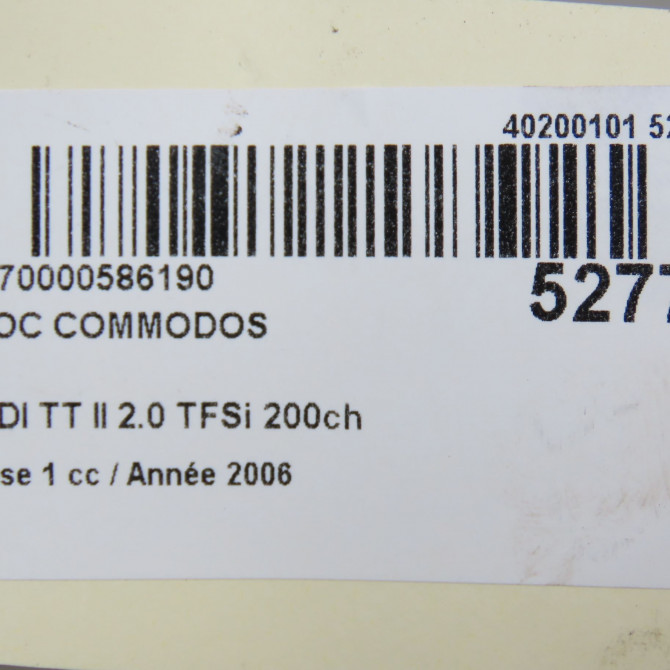 40200101 52
70000586190
5277
OC COMMODOS
DI TT II 2.0 TFSi 200ch
se 1 cc / Année 2006